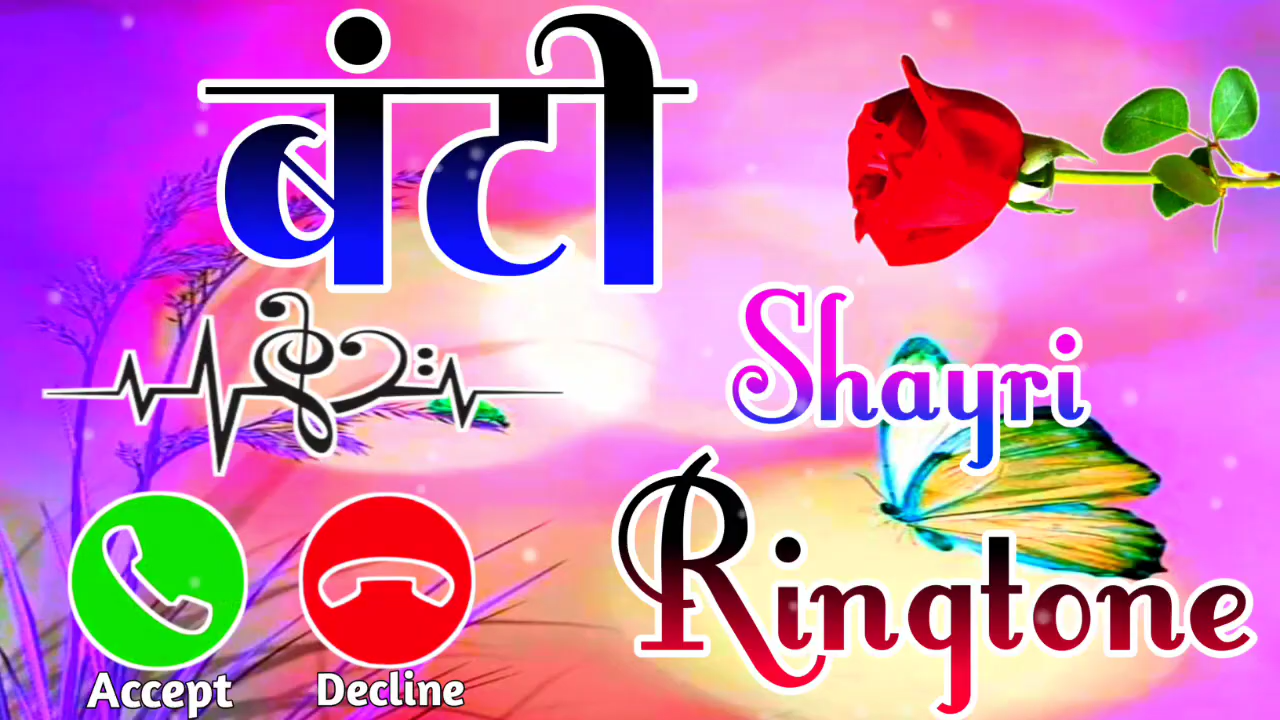 बंटी
Shayri
Ringtone
Accept
Decline